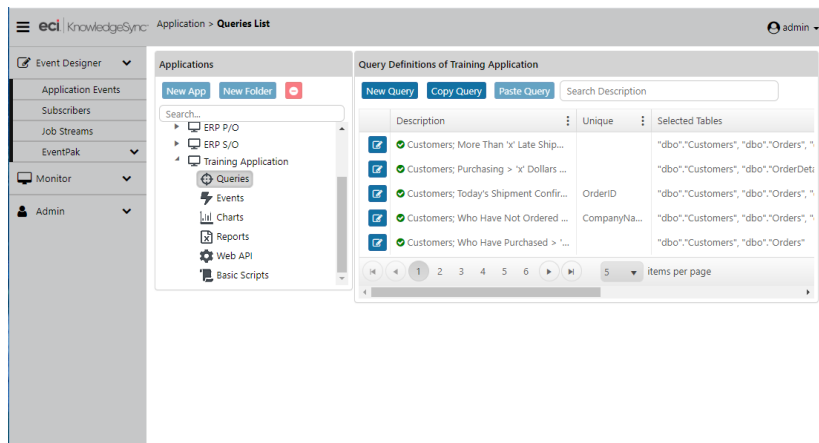 eci KnowledgeSync
Application > Queries List
admin
Event Designer
Application Events
Subscribers
Job Streams
EventPak
Monitor
Admin
Applications
New App New Folder
Search...
ERP P/O
ERP S/O
Training Application
Queries
Events
Charts
Reports
Web API
Basic Scripts
Query Definitions of Training Application
New Query Copy Query Paste Query Search Description
Description Unique Selected Tables
Customers; More Than 'x' Late Ship... "dbo"."Customers", "dbo"."Orders", "
Customers; Purchasing > 'x' Dollars ... "dbo"."Customers", "dbo"."OrderDeta
Customers; Today's Shipment Confir... OrderID "dbo"."Customers", "dbo"."Orders", "
Customers; Who Have Not Ordered ... CompanyNa... "dbo"."Customers", "dbo"."Orders", "
Customers; Who Have Purchased > '... "dbo"."Customers", "dbo"."Orders"
1 2 3 4 5 6 5 items per page